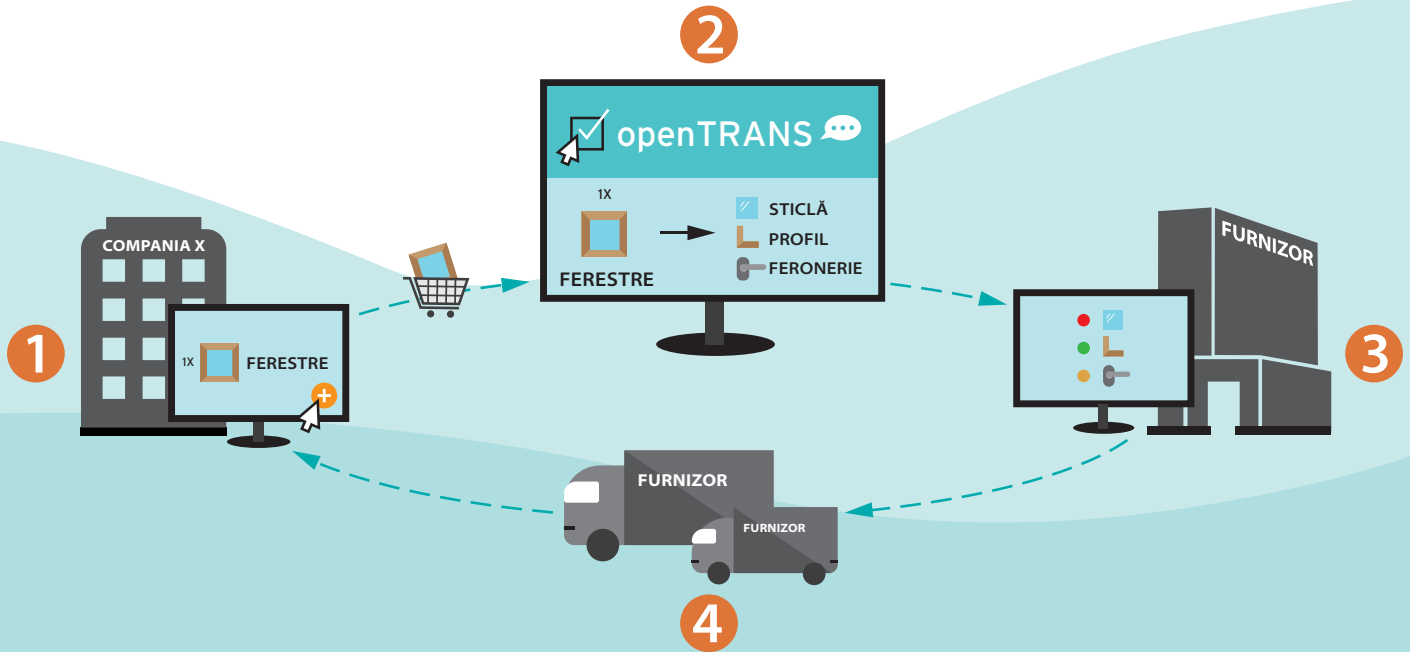 2
openTRANS
1X
FERESTRE
STICLĂ
PROFIL
FERONERIE
1
COMPANIA X
1X
FERESTRE
+
FURNIZOR
3
FURNIZOR
FURNIZOR
4